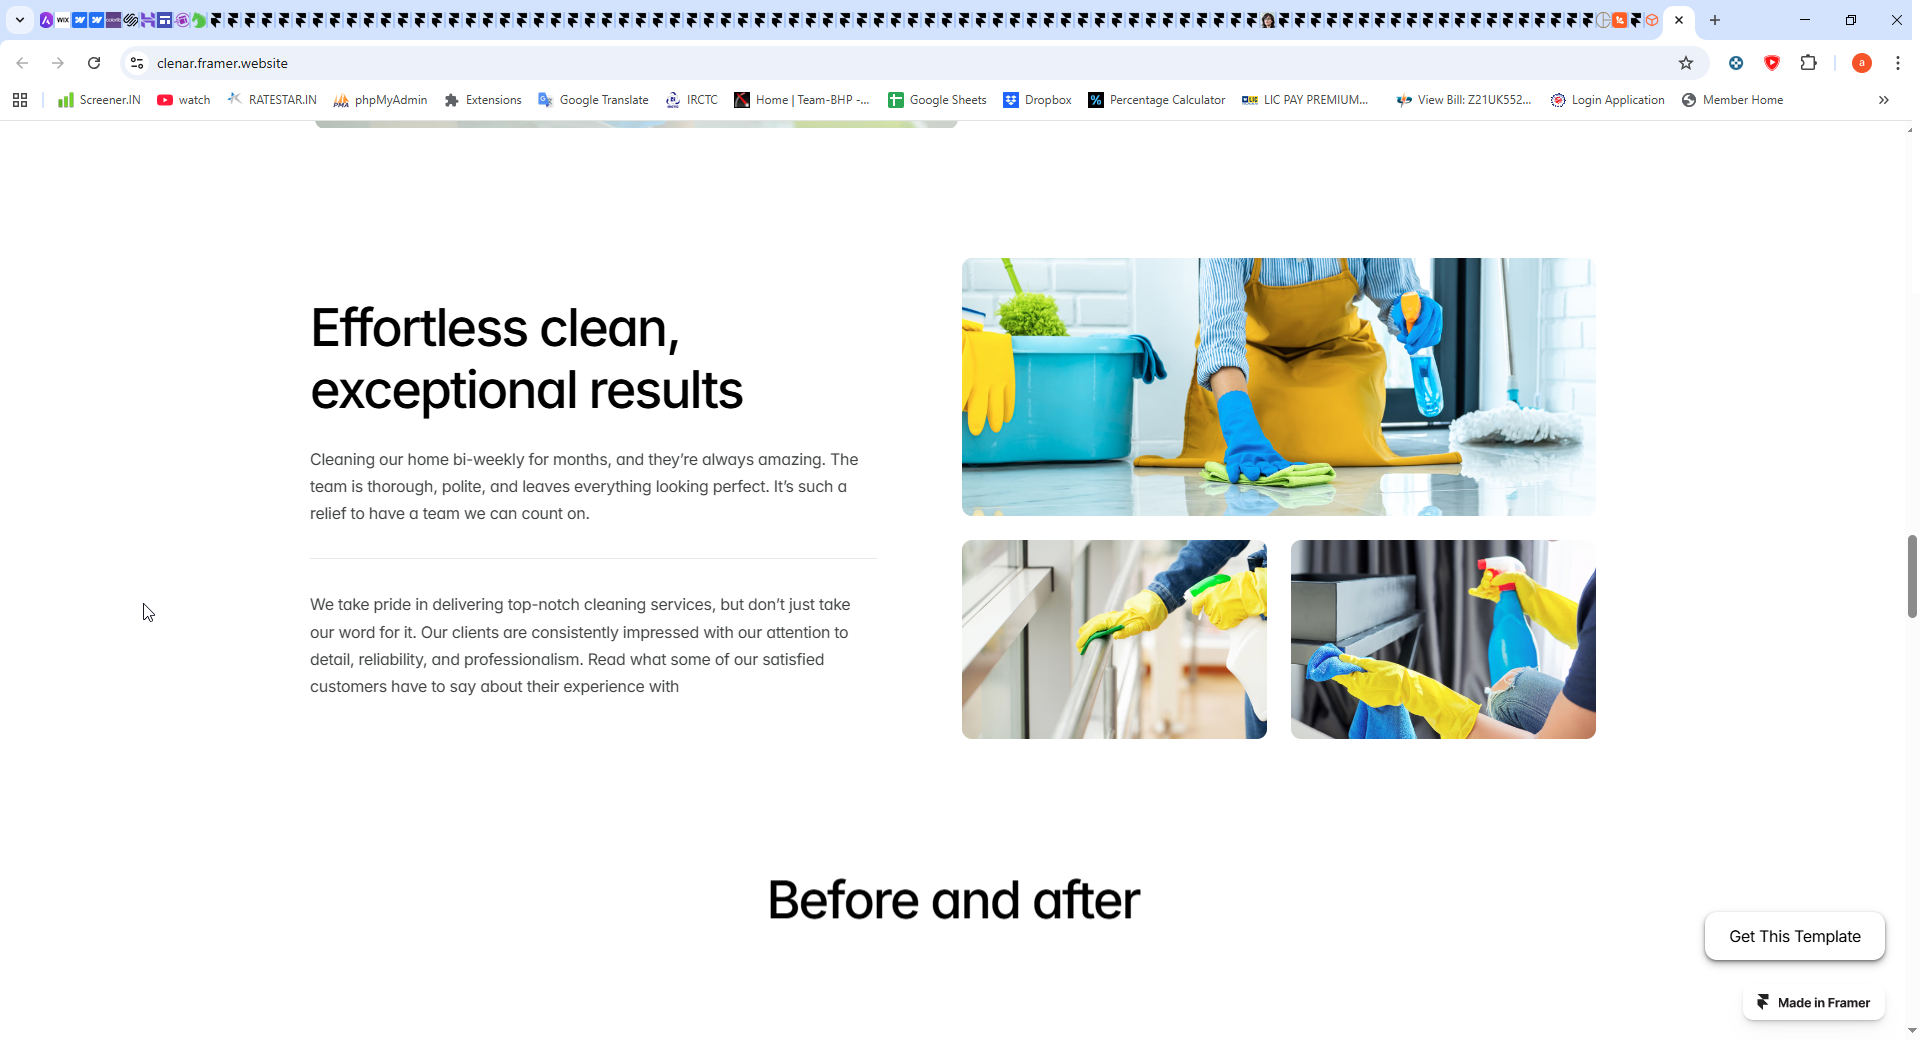 clenar.framer.website
Screener.IN
watch
RATESTAR.IN
phpMyAdmin
Extensions
Google Translate
IRCTC
Home | Team-BHP -...
Google Sheets
Dropbox
Percentage Calculator
LIC PAY PREMIUM...
View Bill: Z21UK552...
Login Application
Member Home
Effortless clean,
exceptional results
Cleaning our home bi-weekly for months, and they’re always amazing. The
team is thorough, polite, and leaves everything looking perfect. It’s such a
relief to have a team we can count on.
We take pride in delivering top-notch cleaning services, but don’t just take
our word for it. Our clients are consistently impressed with our attention to
detail, reliability, and professionalism. Read what some of our satisfied
customers have to say about their experience with
Before and after
Get This Template
Made in Framer